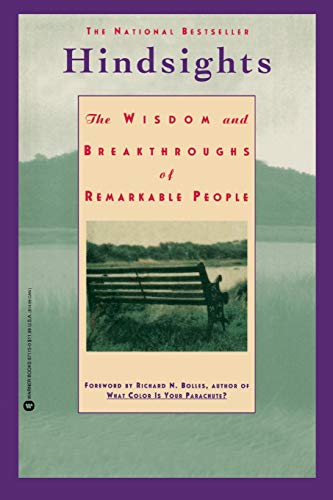 THE NATIONAL BESTSELLER
Hindsights
The WISDOM and
BREAKTHROUGHS
of
REMARKABLE PEOPLE
FOREWORD BY RICHARD N. BOLLES, AUTHOR OF
WHAT COLOR IS YOUR PARACHUTE?